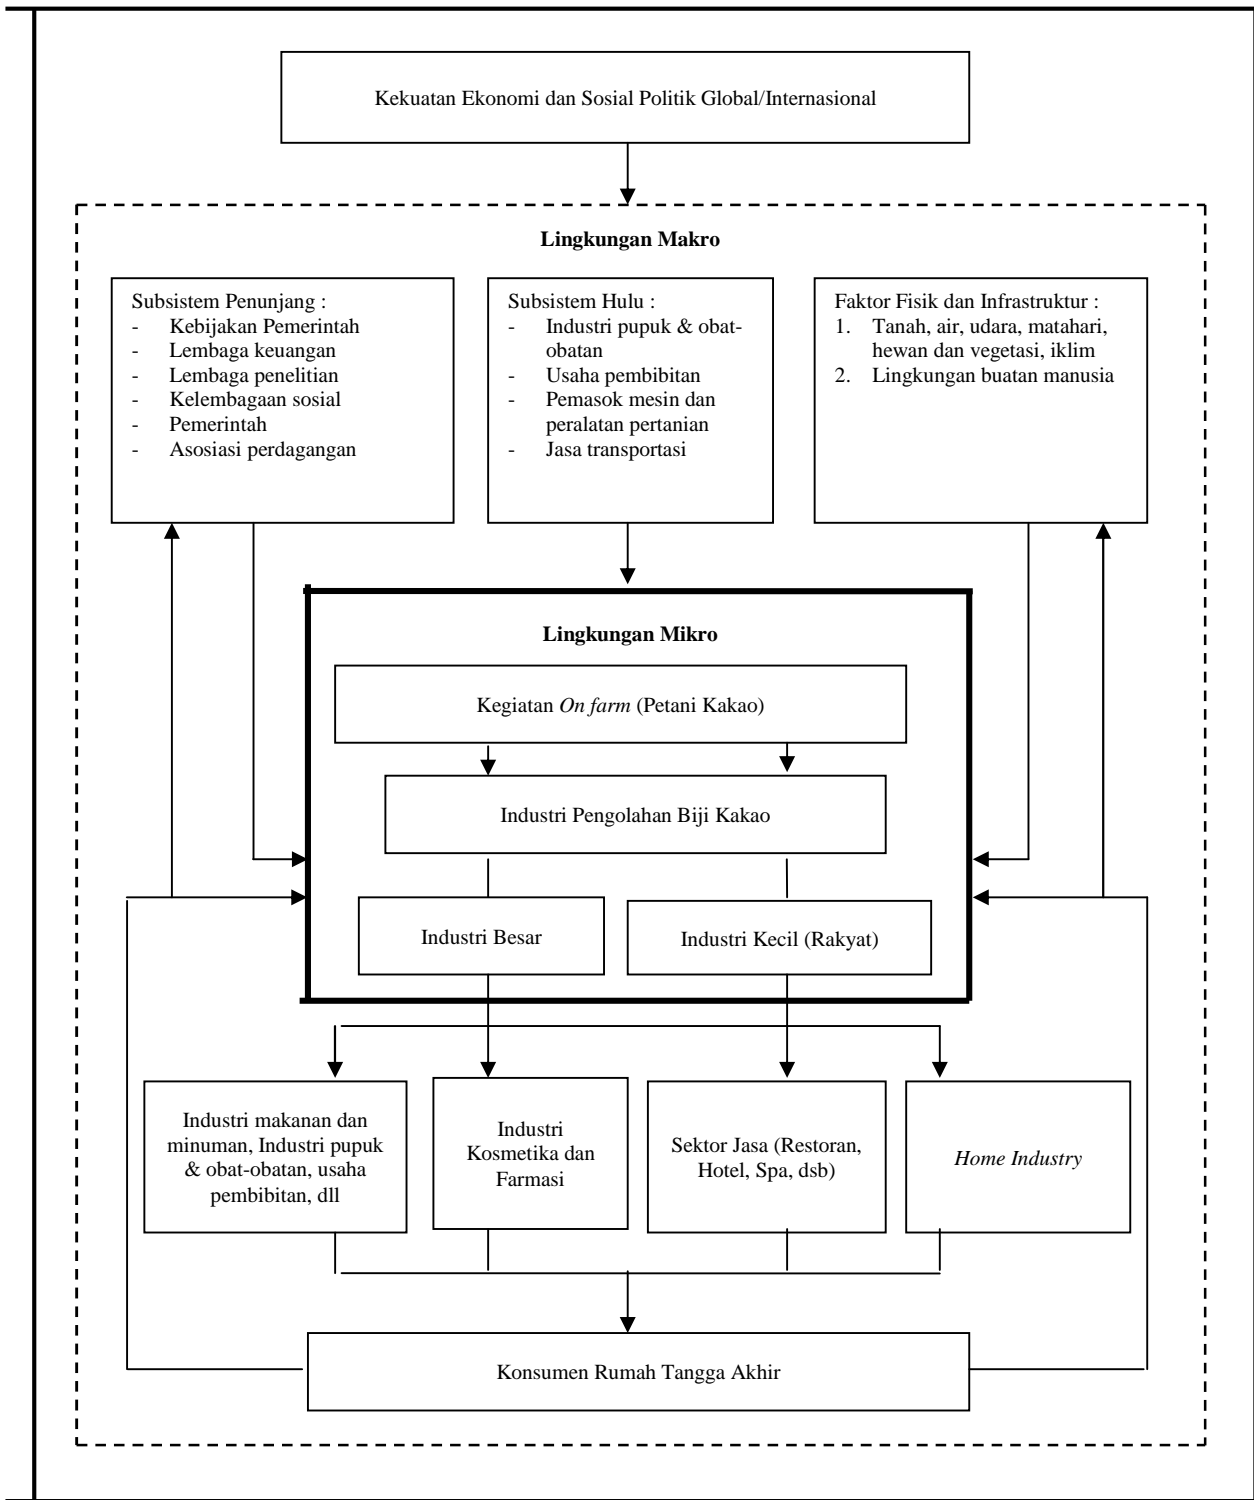 Kekuatan Ekonomi dan Sosial Politik Global/Internasional
Lingkungan Makro
Subsistem Penunjang :
- Kebijakan Pemerintah
- Lembaga keuangan
- Lembaga penelitian
- Kelembagaan sosial
- Pemerintah
- Asosiasi perdagangan
Subsistem Hulu :
- Industri pupuk & obat-
obatan
- Usaha pembibitan
- Pemasok mesin dan
peralatan pertanian
- Jasa transportasi
Faktor Fisik dan Infrastruktur :
1. Tanah, air, udara, matahari,
hewan dan vegetasi, iklim
2. Lingkungan buatan manusia
Lingkungan Mikro
Kegiatan On farm (Petani Kakao)
Industri Pengolahan Biji Kakao
Industri Besar
Industri Kecil (Rakyat)
Industri makanan dan
minuman, Industri pupuk
& obat-obatan, usaha
pembibitan, dll
Industri
Kosmetika dan
Farmasi
Sektor Jasa (Restoran,
Hotel, Spa, dsb)
Home Industry
Konsumen Rumah Tangga Akhir